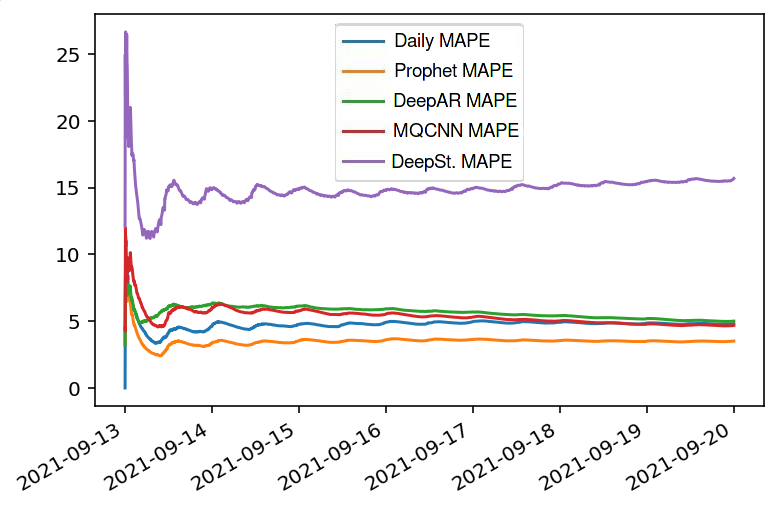 Daily MAPE
Prophet MAPE
DeepAR MAPE
MQCNN MAPE
DeepSt. MAPE
25
20
15
10
5
0
2021-09-13
2021-09-14
2021-09-15
2021-09-16
2021-09-17
2021-09-18
2021-09-19
2021-09-20